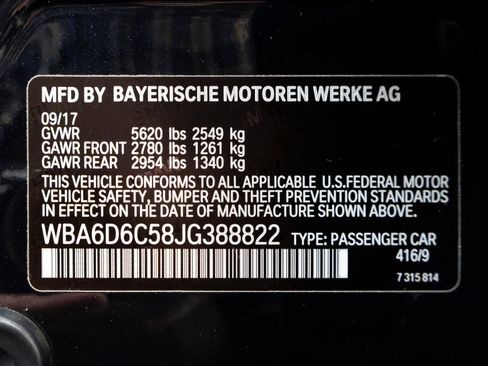 MFD BY BAYERISCHE MOTOREN WERKE AG
09/17
GVWR 5620 lbs 2549 kg
GAWR FRONT 2780 lbs 1261 kg
GAWR REAR 2954 lbs 1340 kg
THIS VEHICLE CONFORMS TO ALL APPLICABLE U.S.FEDERAL MOTOR
VEHICLE SAFETY, BUMPER AND THEFT PREVENTION STANDARDS
IN EFFECT ON THE DATE OF MANUFACTURE SHOWN ABOVE.
WBA6D6C58JG388822 TYPE: PASSENGER CAR
416/9
7 315 814